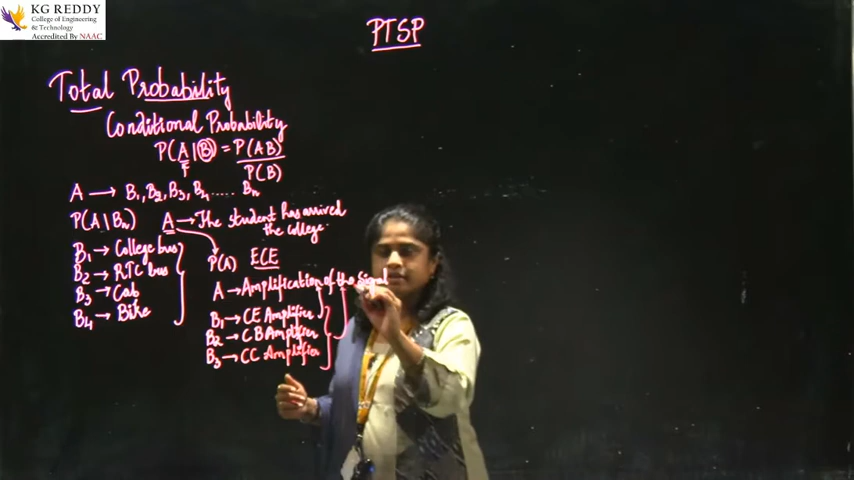 KG REDDY
College of Engineering
& Technology
Accredited By NAAC
PTSP
Total Probability
Conditional Probability
P(A|B) = P(AB)
P(B)
A → B1, B2, B3, B4 ..... Bn
P(A|Bn) A → The student has arrived
the college.
B1 → College bus
B2 → RTC bus
B3 → Cab
B4 → Bike
P(A) ECE
A → Amplification of the signal
B1 → CE Amplifier
B2 → CB Amplifier
B3 → CC Amplifier